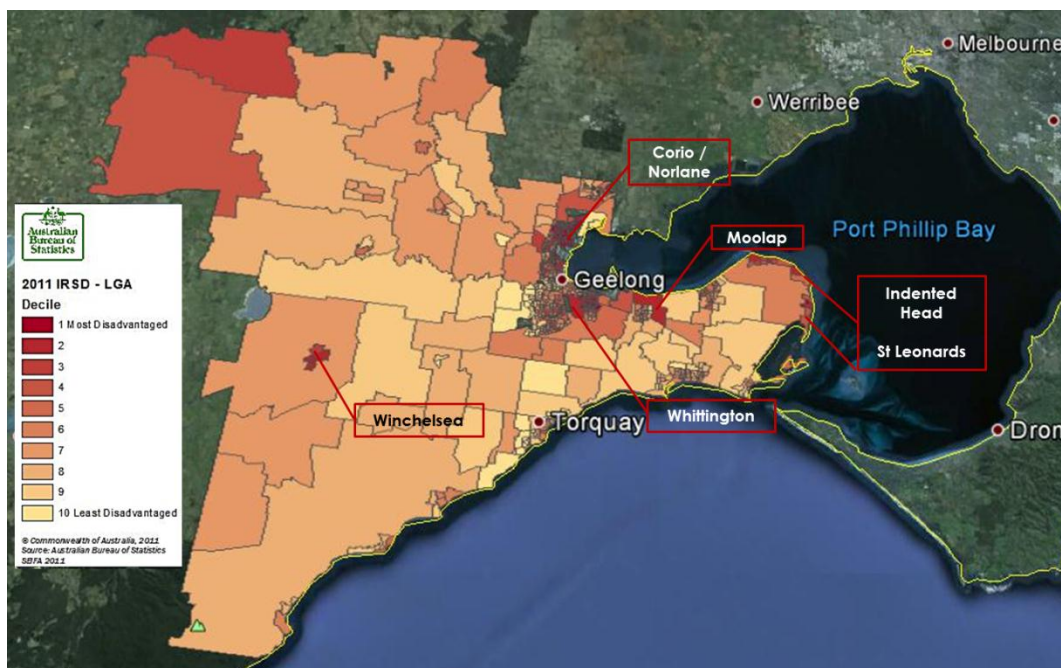 Melbourne
Werribee
Corio /
Norlane
Moolap
Port Phillip Bay
Geelong
Indented
Head
St Leonards
Winchelsea
Torquay
Whittington
Dron
Australian
Bureau of
Statistics
2011 IRSD - LGA
Decile
1 Most Disadvantaged
2
3
4
5
6
7
8
9
10 Least Disadvantaged
© Commonwealth of Australia, 2011
Source: Australian Bureau of Statistics
SEIFA 2011